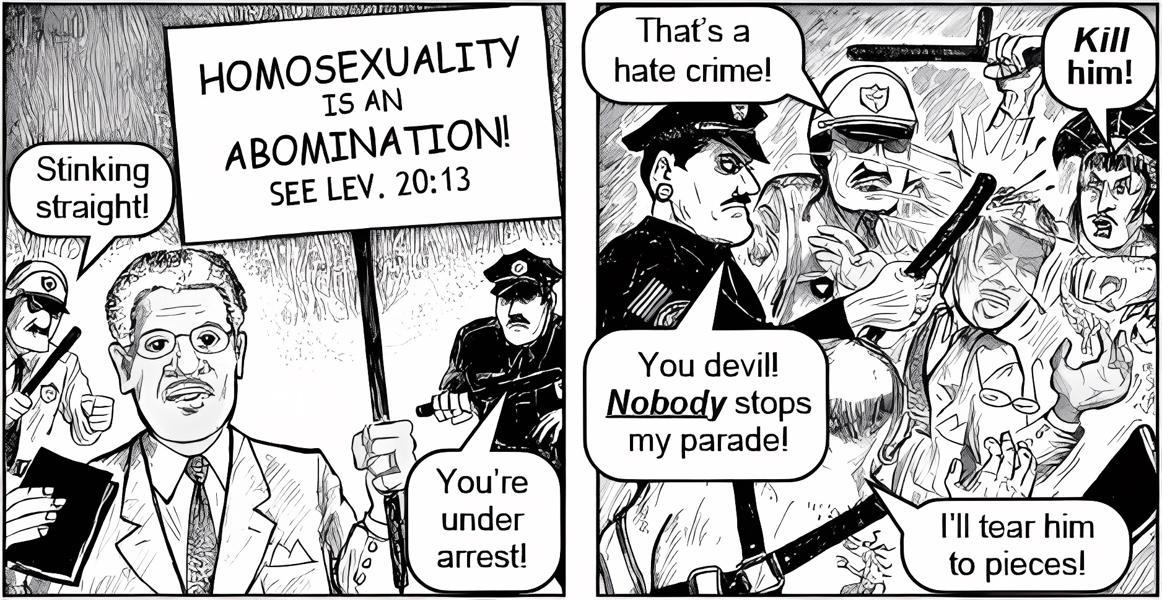 HOMOSEXUALITY
IS AN
ABOMINATION!
SEE LEV. 20:13
Stinking
straight!
You're
under
arrest!
That's a
hate crime!
Kill
him!
You devil!
Nobody stops
my parade!
I'll tear him
to pieces!